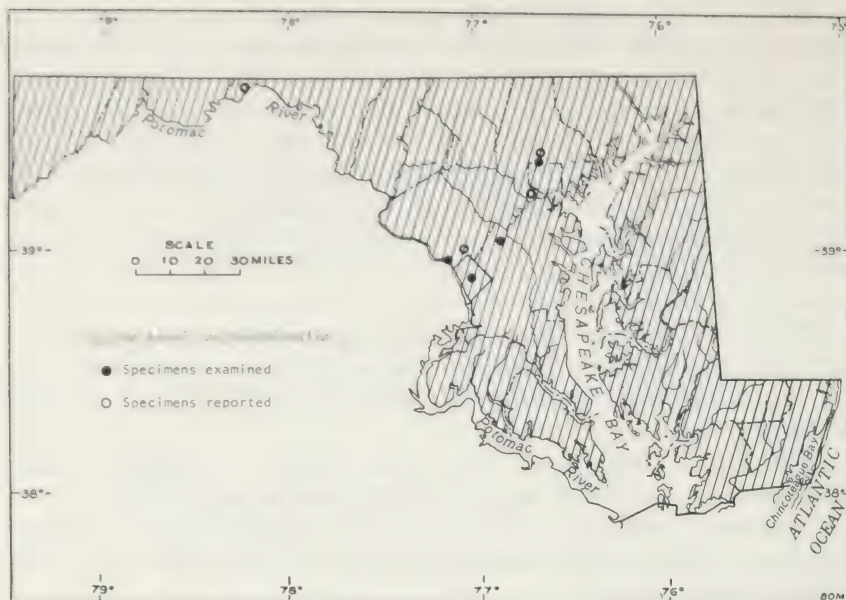 78°
77°
76°
75°
Potomac River
39°
39°
SCALE
0 10 20 30 MILES
CHESAPEAKE BAY
● Specimens examined
○ Specimens reported
Potomac River
Chincoteague Bay
ATLANTIC OCEAN
38°
38°
79°
78°
77°
76°
80M